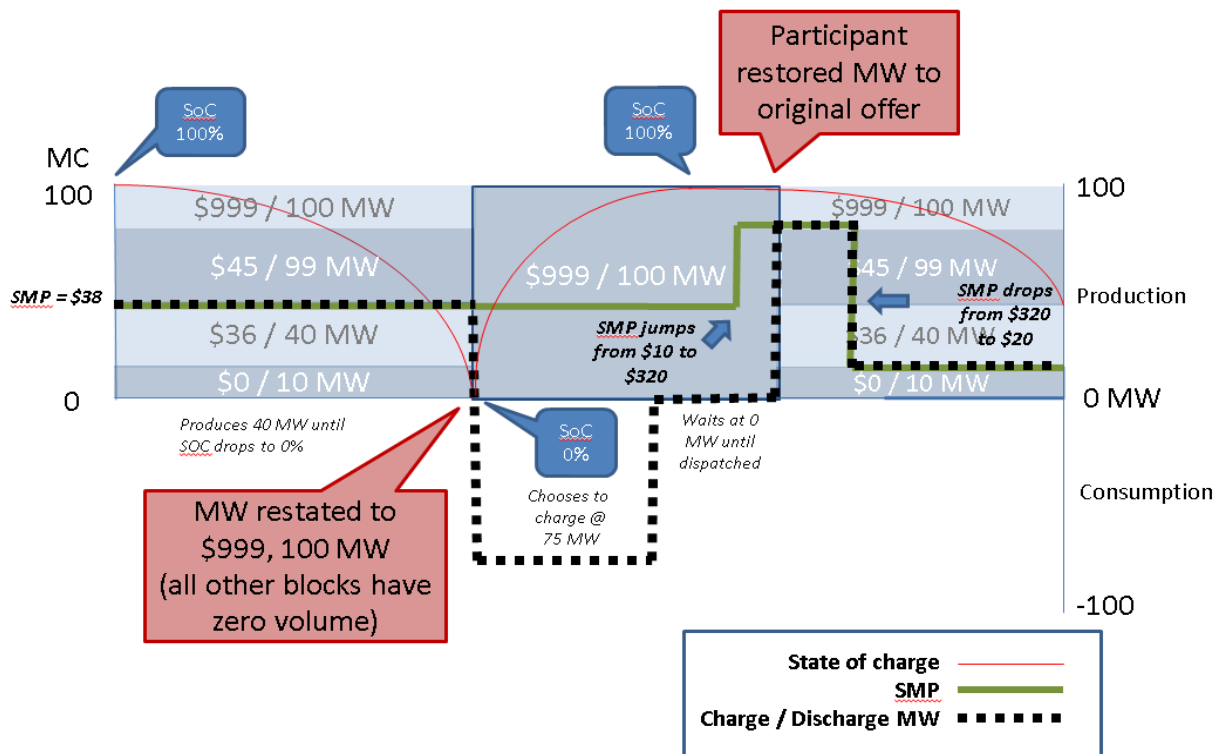 Participant
restored MW to
original offer
SoC
100%
SoC
100%
MC
100
100
$999 / 100 MW
$999 / 100 MW
$45 / 99 MW
$999 / 100 MW
$45 / 99 MW
SMP = $38
SMP jumps
from $10 to
$320
SMP drops
from $320
to $20
Production
$36 / 40 MW
$36 / 40 MW
$0 / 10 MW
$0 / 10 MW
0
0 MW
Produces 40 MW until
SOC drops to 0%
SoC
0%
Waits at 0
MW until
dispatched
MW restated to
$999, 100 MW
(all other blocks have
zero volume)
Chooses to
charge @
75 MW
Consumption
-100
State of charge
SMP
Charge / Discharge MW